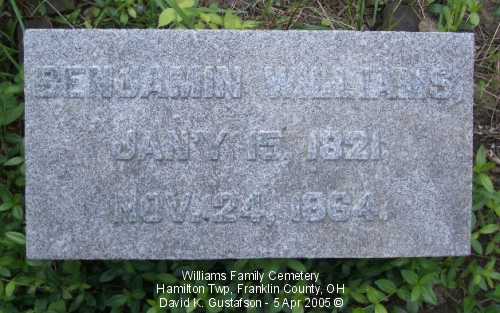 BENJAMIN WILLIAMS,
JAN'Y 15, 1821.
NOV. 24, 1864.
Williams Family Cemetery
Hamilton Twp, Franklin County, OH
David K. Gustafson - 5 Apr 2005 ©